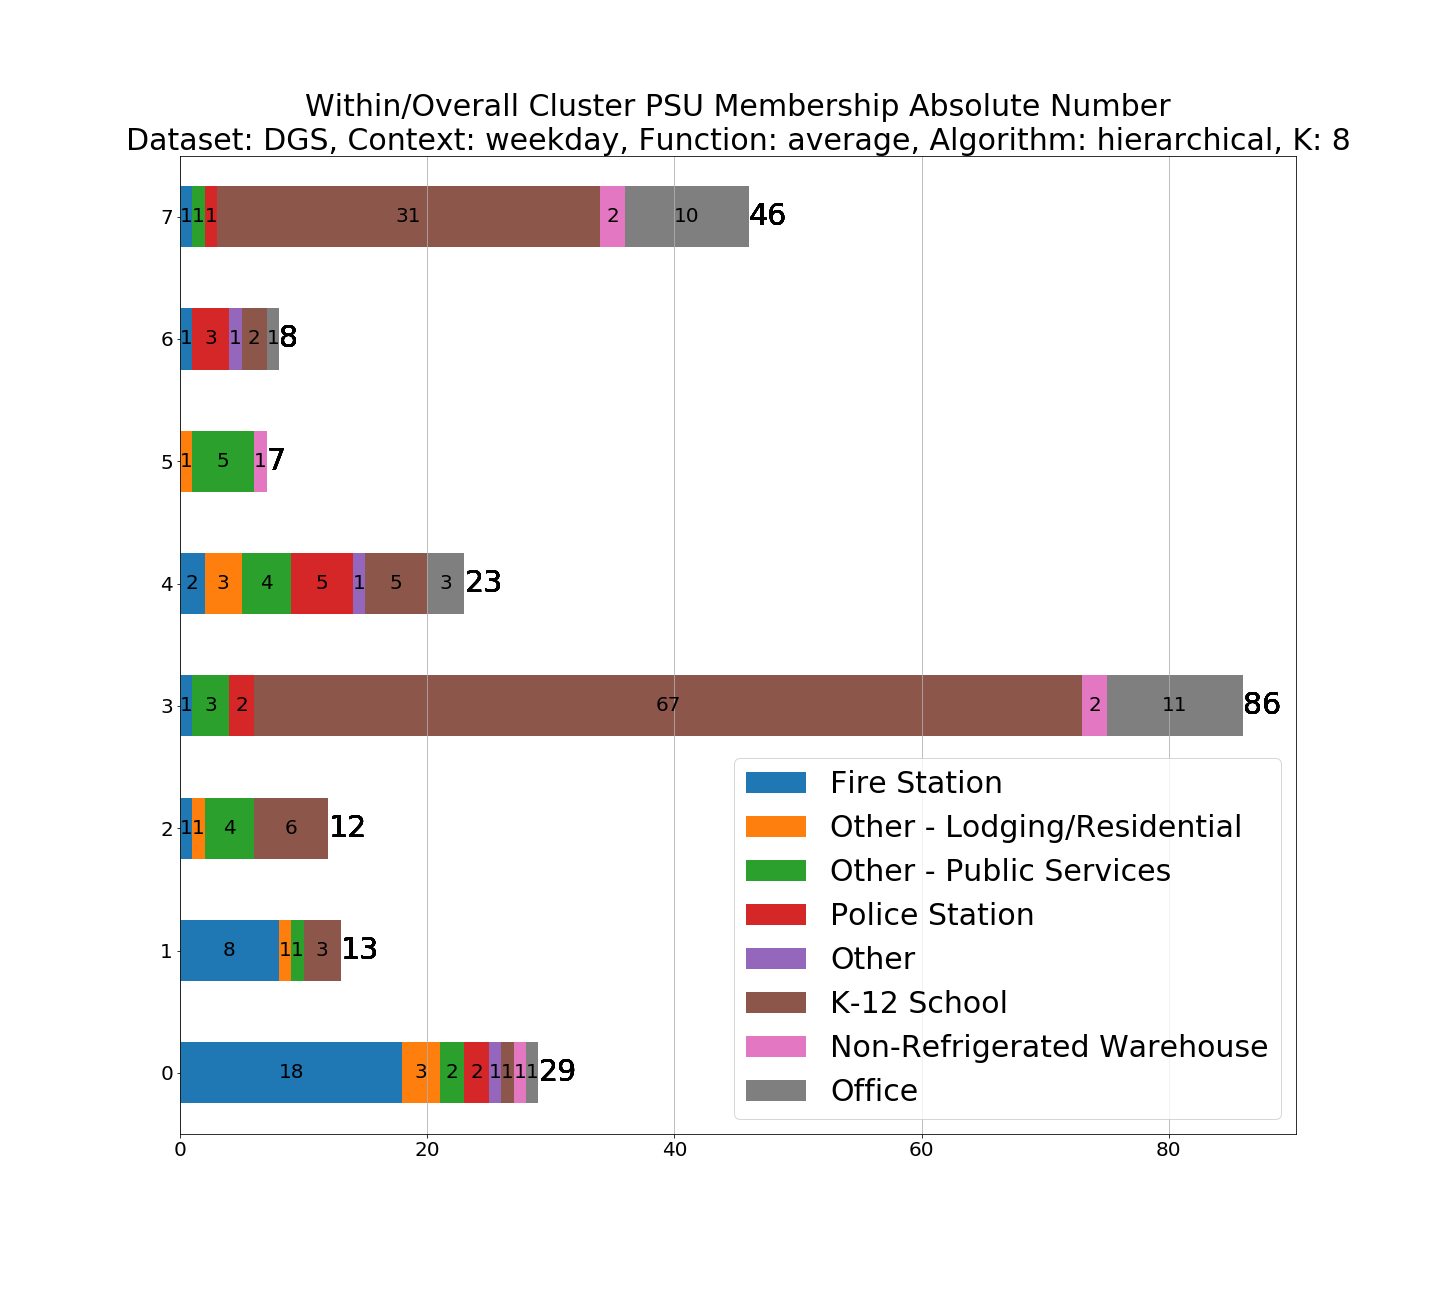 Within/Overall Cluster PSU Membership Absolute Number
Dataset: DGS, Context: weekday, Function: average, Algorithm: hierarchical, K: 8
7 1 1 1 31 2 10 46
6 1 3 1 2 1 8
5 1 5 1 7
4 2 3 4 5 1 5 3 23
3 1 3 2 67 2 11 86
2 1 1 4 6 12
1 8 1 1 3 13
0 18 3 2 2 1 1 1 1 29
Fire Station
Other - Lodging/Residential
Other - Public Services
Police Station
Other
K-12 School
Non-Refrigerated Warehouse
Office
0 20 40 60 80